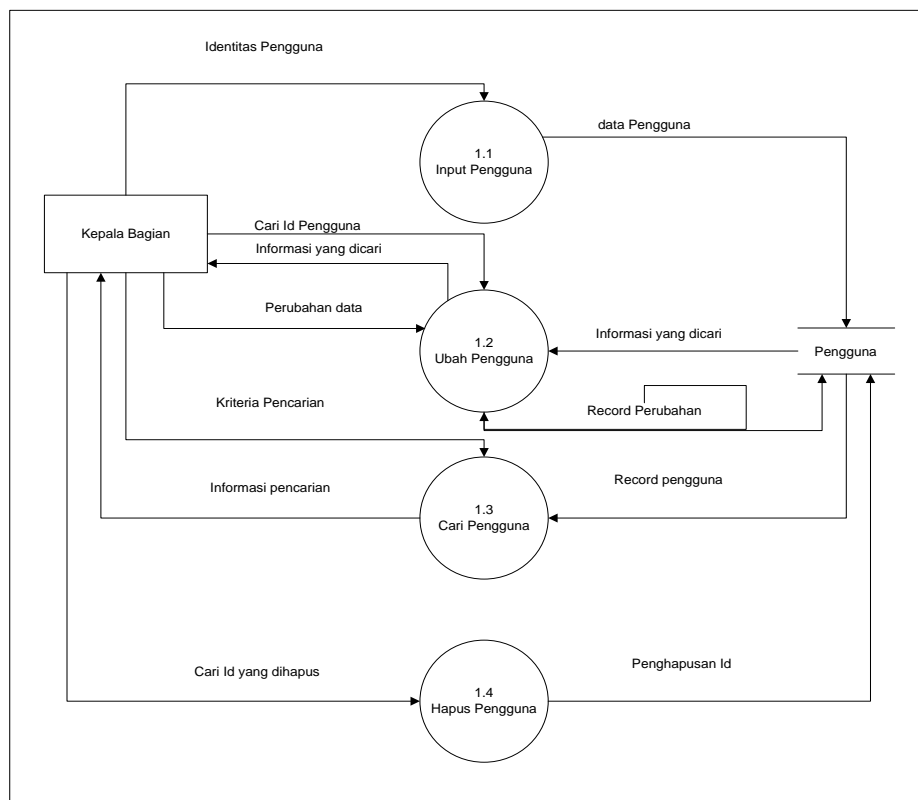 Identitas Pengguna
data Pengguna
1.1
Input Pengguna
Kepala Bagian
Cari Id Pengguna
Informasi yang dicari
Perubahan data
1.2
Ubah Pengguna
Informasi yang dicari
Pengguna
Record Perubahan
Kriteria Pencarian
Informasi pencarian
1.3
Cari Pengguna
Record pengguna
Cari Id yang dihapus
1.4
Hapus Pengguna
Penghapusan Id